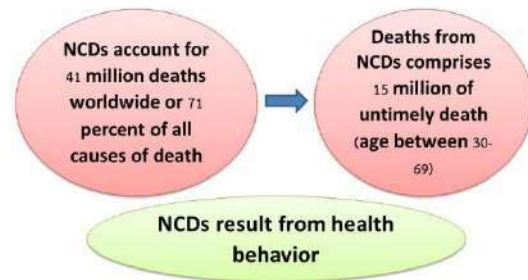 NCDs account for
41 million deaths
worldwide or 71
percent of all
causes of death
Deaths from
NCDs comprises
15 million of
untimely death
(age between 30-
69)
NCDs result from health
behavior